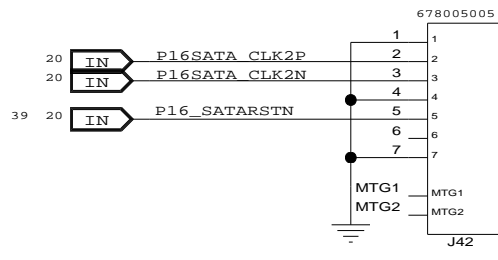 678005005
1 1
20 IN P16SATA_CLK2P 2 2
20 IN P16SATA_CLK2N 3 3
4 4
39 20 IN P16_SATARSTN 5 5
6 6
7 7
MTG1 MTG1
MTG2 MTG2
J42